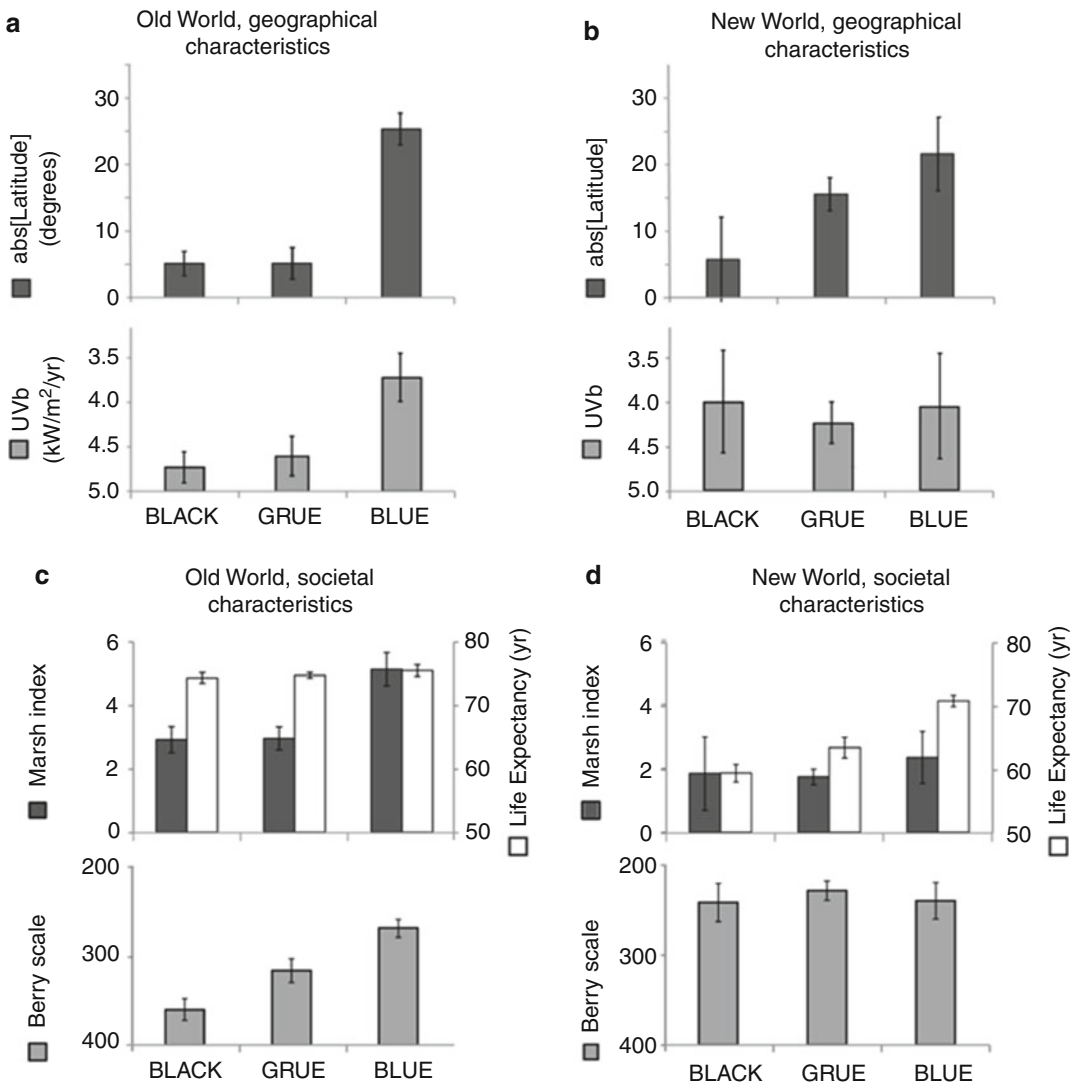 a
Old World, geographical
characteristics
abs[Latitude]
(degrees)
30
20
10
0
UVb
(kW/m²/yr)
3.5
4.0
4.5
5.0
BLACK GRUE BLUE
b
New World, geographical
characteristics
abs[Latitude]
30
20
10
0
UVb
3.5
4.0
4.5
5.0
BLACK GRUE BLUE
c
Old World, societal
characteristics
Marsh index
6
4
2
0
80
70
60
50
Life Expectancy (yr)
Berry scale
200
300
400
BLACK GRUE BLUE
d
New World, societal
characteristics
Marsh index
6
4
2
0
80
70
60
50
Life Expectancy (yr)
Berry scale
200
300
400
BLACK GRUE BLUE